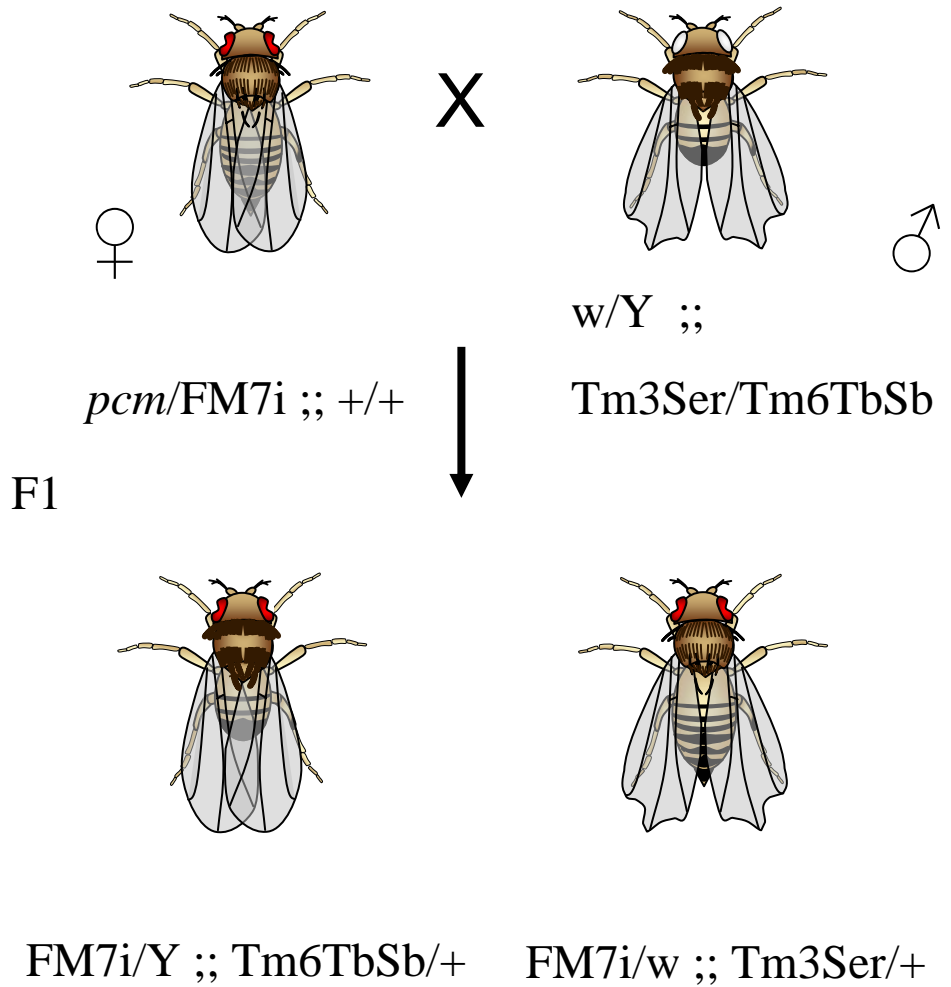 X
♀
♂
w/Y ;;
pcm/FM7i ;; +/+
Tm3Ser/Tm6TbSb
F1
FM7i/Y ;; Tm6TbSb/+
FM7i/w ;; Tm3Ser/+